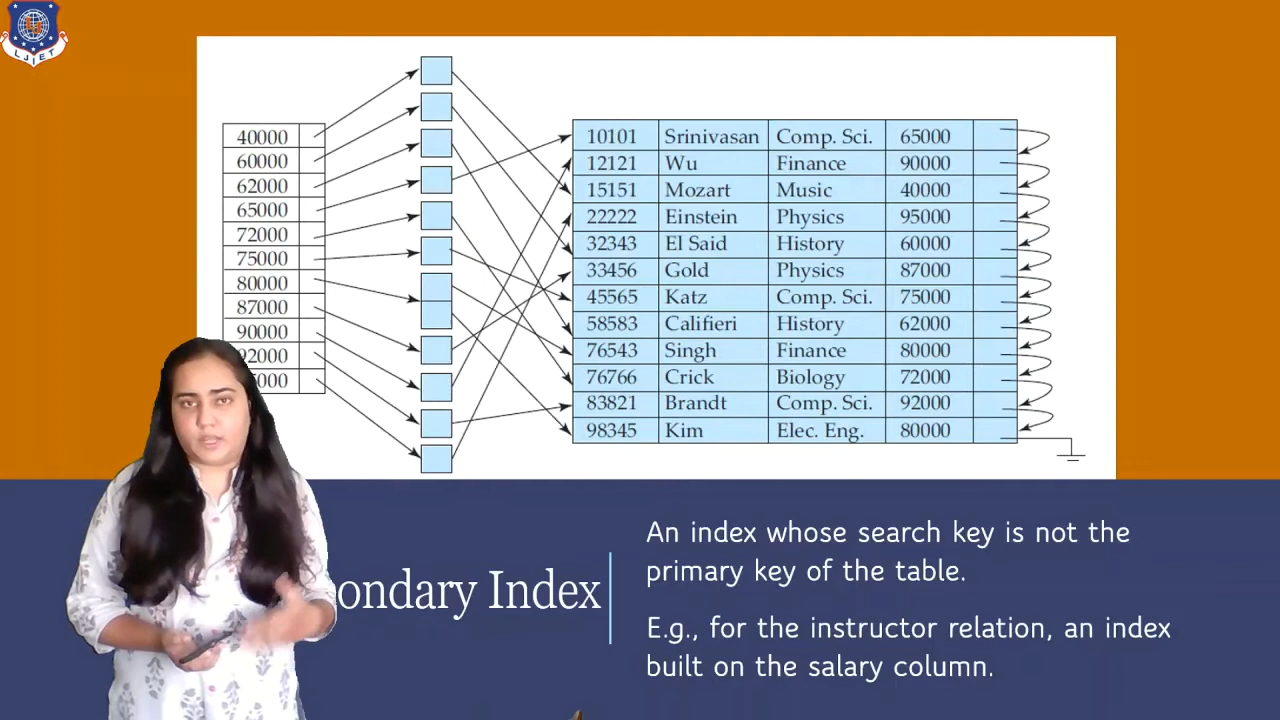 LJIET
40000
60000
62000
65000
72000
75000
80000
87000
90000
92000
10101 Srinivasan Comp. Sci. 65000
12121 Wu Finance 90000
15151 Mozart Music 40000
22222 Einstein Physics 95000
32343 El Said History 60000
33456 Gold Physics 87000
45565 Katz Comp. Sci. 75000
58583 Califieri History 62000
76543 Singh Finance 80000
76766 Crick Biology 72000
83821 Brandt Comp. Sci. 92000
98345 Kim Elec. Eng. 80000
ondary Index
An index whose search key is not the
primary key of the table.
E.g., for the instructor relation, an index
built on the salary column.